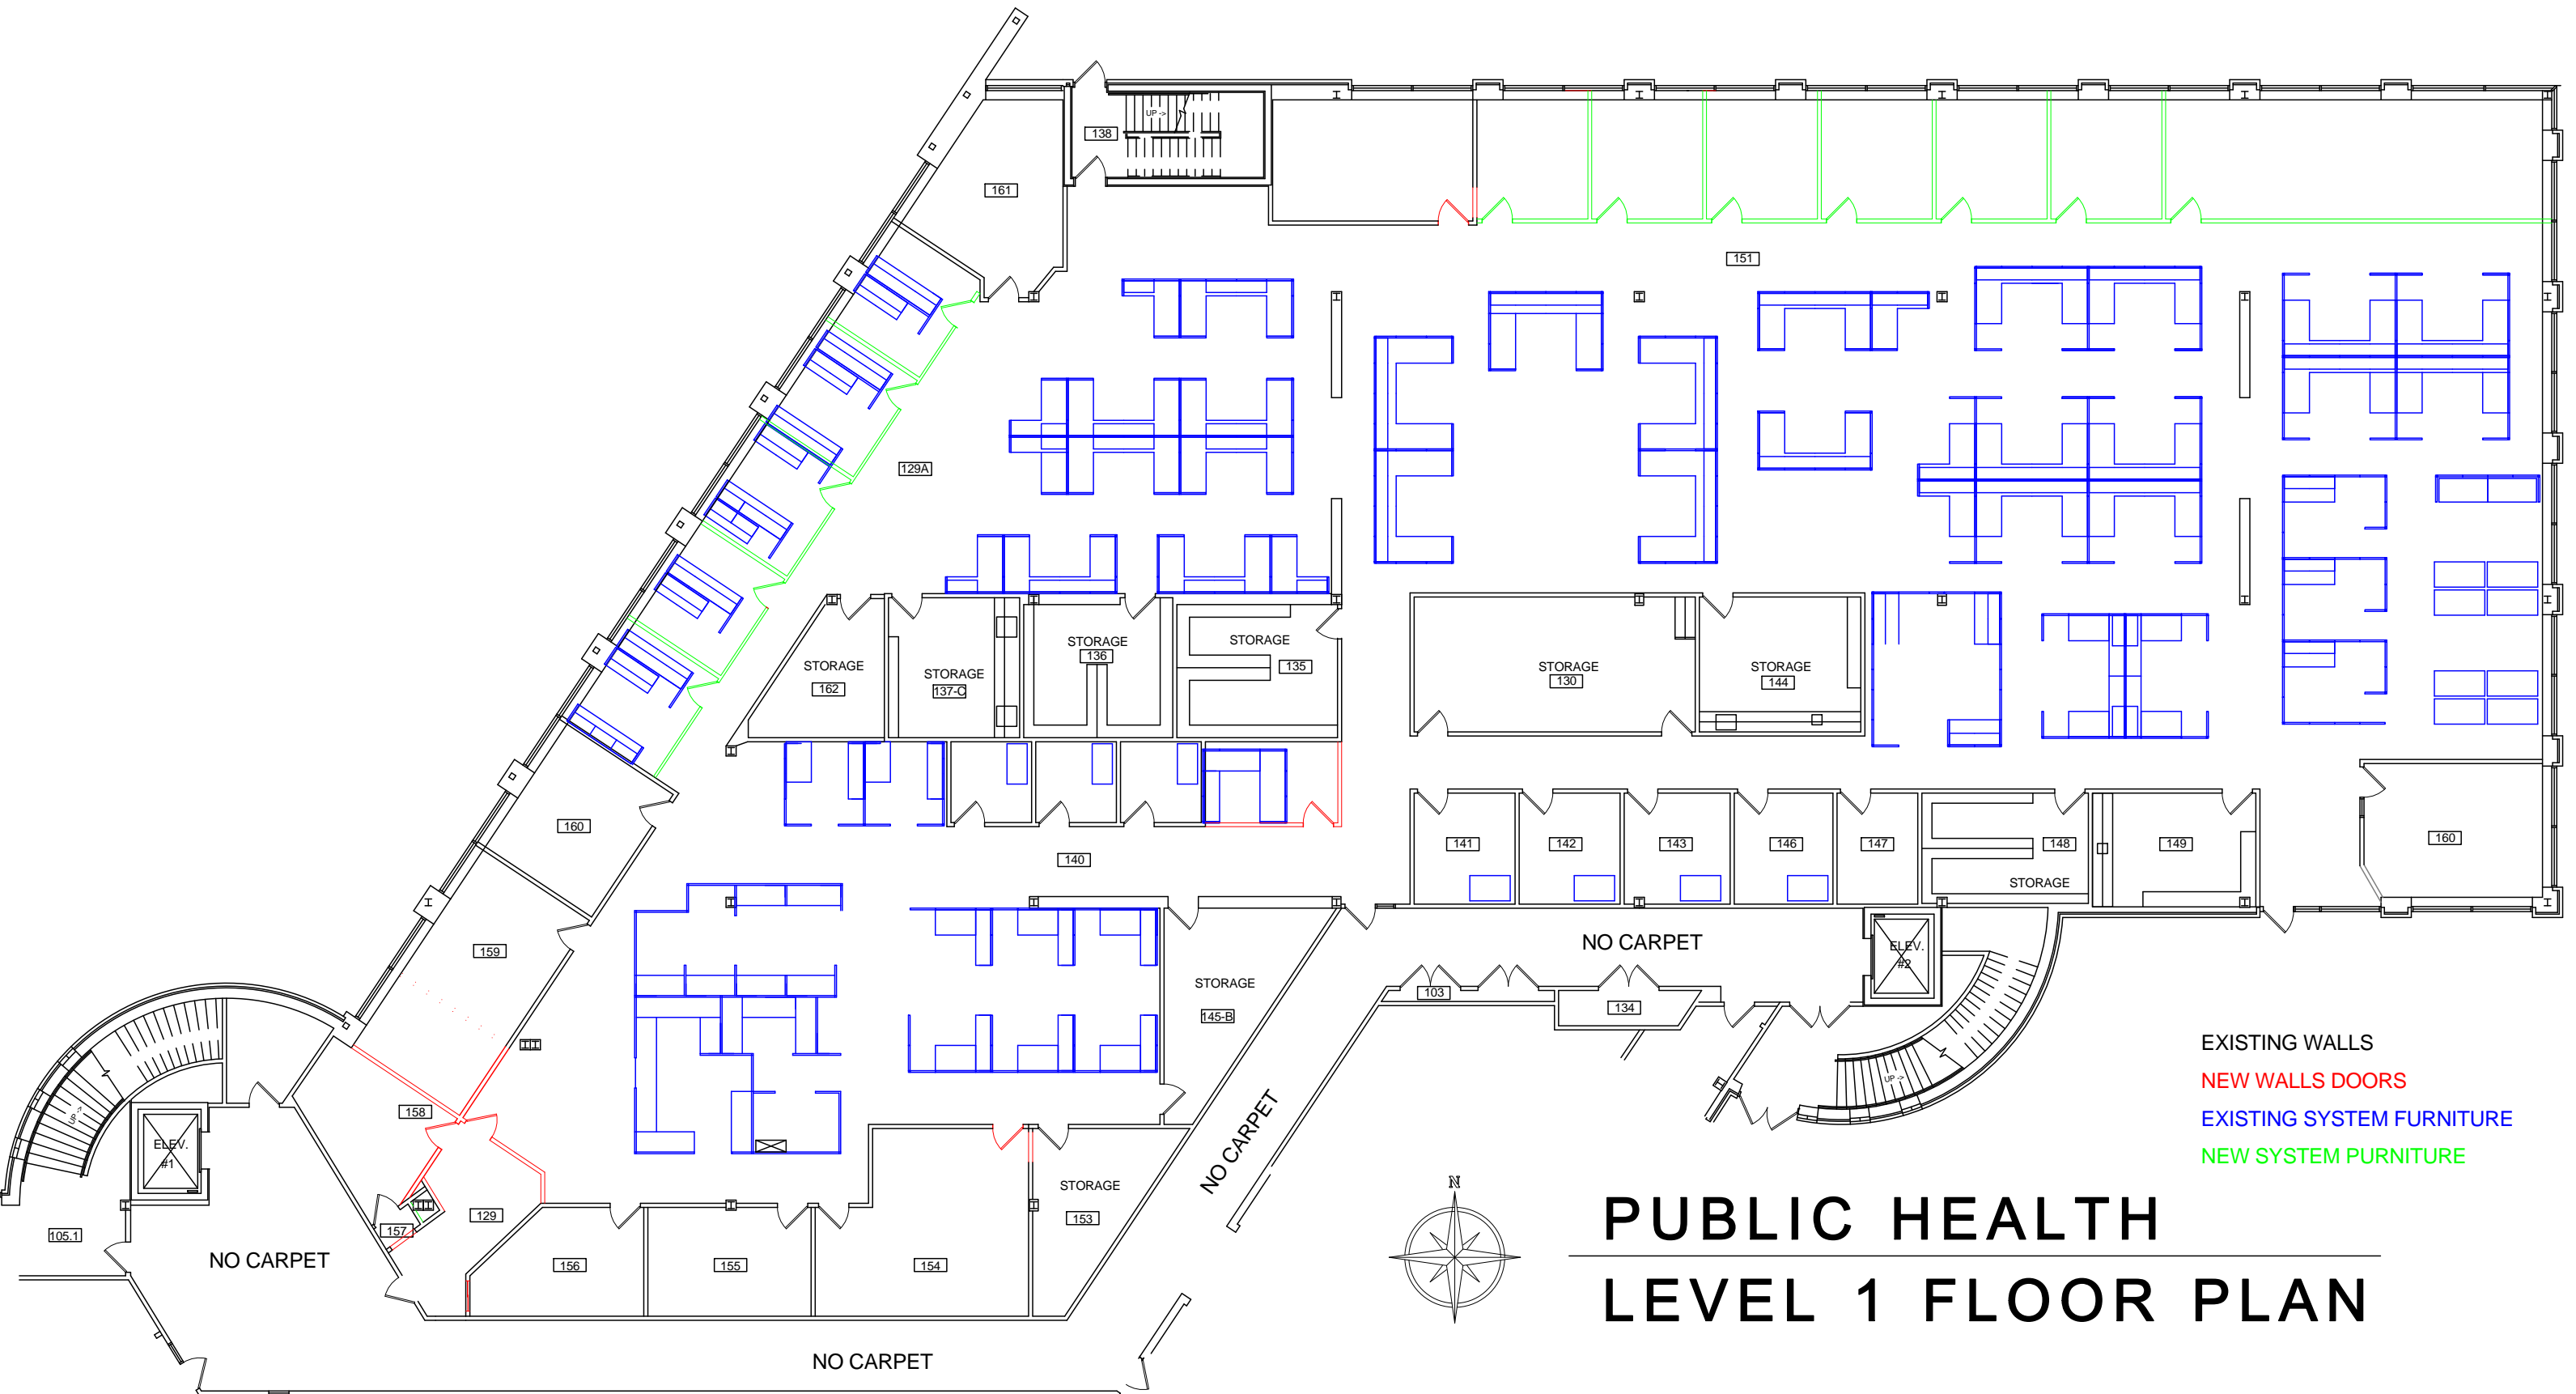 138
UP ->
161
151
129A
STORAGE
162
STORAGE
137-C
STORAGE
136
STORAGE
135
STORAGE
130
STORAGE
144
160
140
141
142
143
146
147
148
STORAGE
149
160
159
STORAGE
145-B
NO CARPET
ELEV.
#2
103
134
UP ->
158
UP ->
ELEV.
#1
NO CARPET
105.1
157
129
NO CARPET
156
155
154
STORAGE
153
NO CARPET
EXISTING WALLS
NEW WALLS DOORS
EXISTING SYSTEM FURNITURE
NEW SYSTEM PURNITURE
N
PUBLIC HEALTH
LEVEL 1 FLOOR PLAN